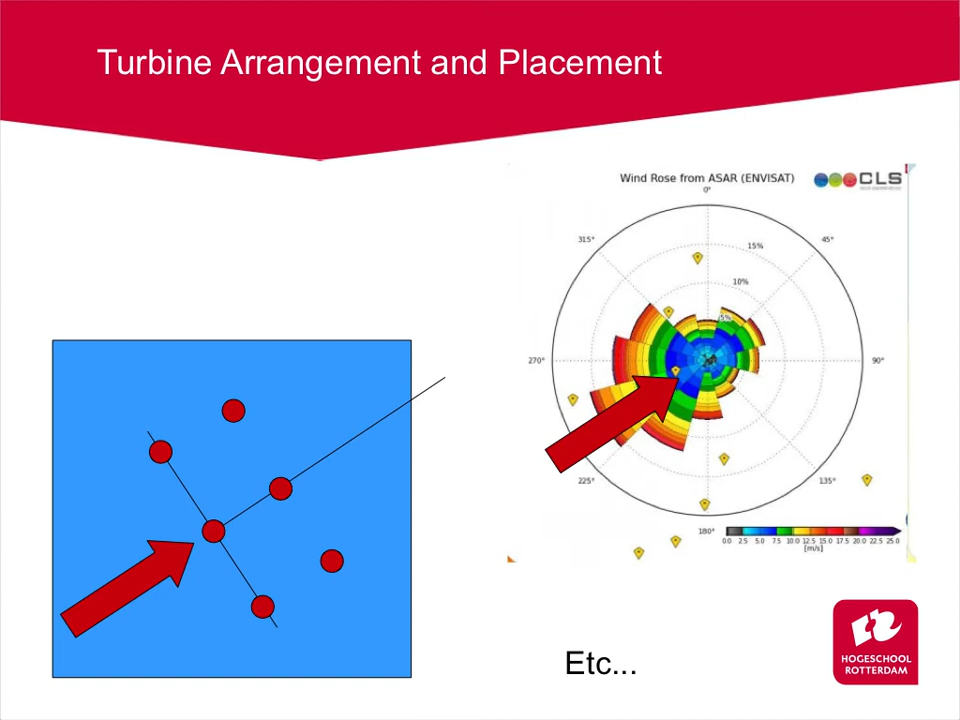 Turbine Arrangement and Placement
Wind Rose from ASAR (ENVISAT)
CLS
0°
315°
45°
15%
10%
5%
270°
90°
225°
135°
180°
0.0 2.5 5.0 7.5 10.0 12.5 15.0 17.5 20.0 22.5 25.0
[m/s]
Etc...
HOGESCHOOL
ROTTERDAM